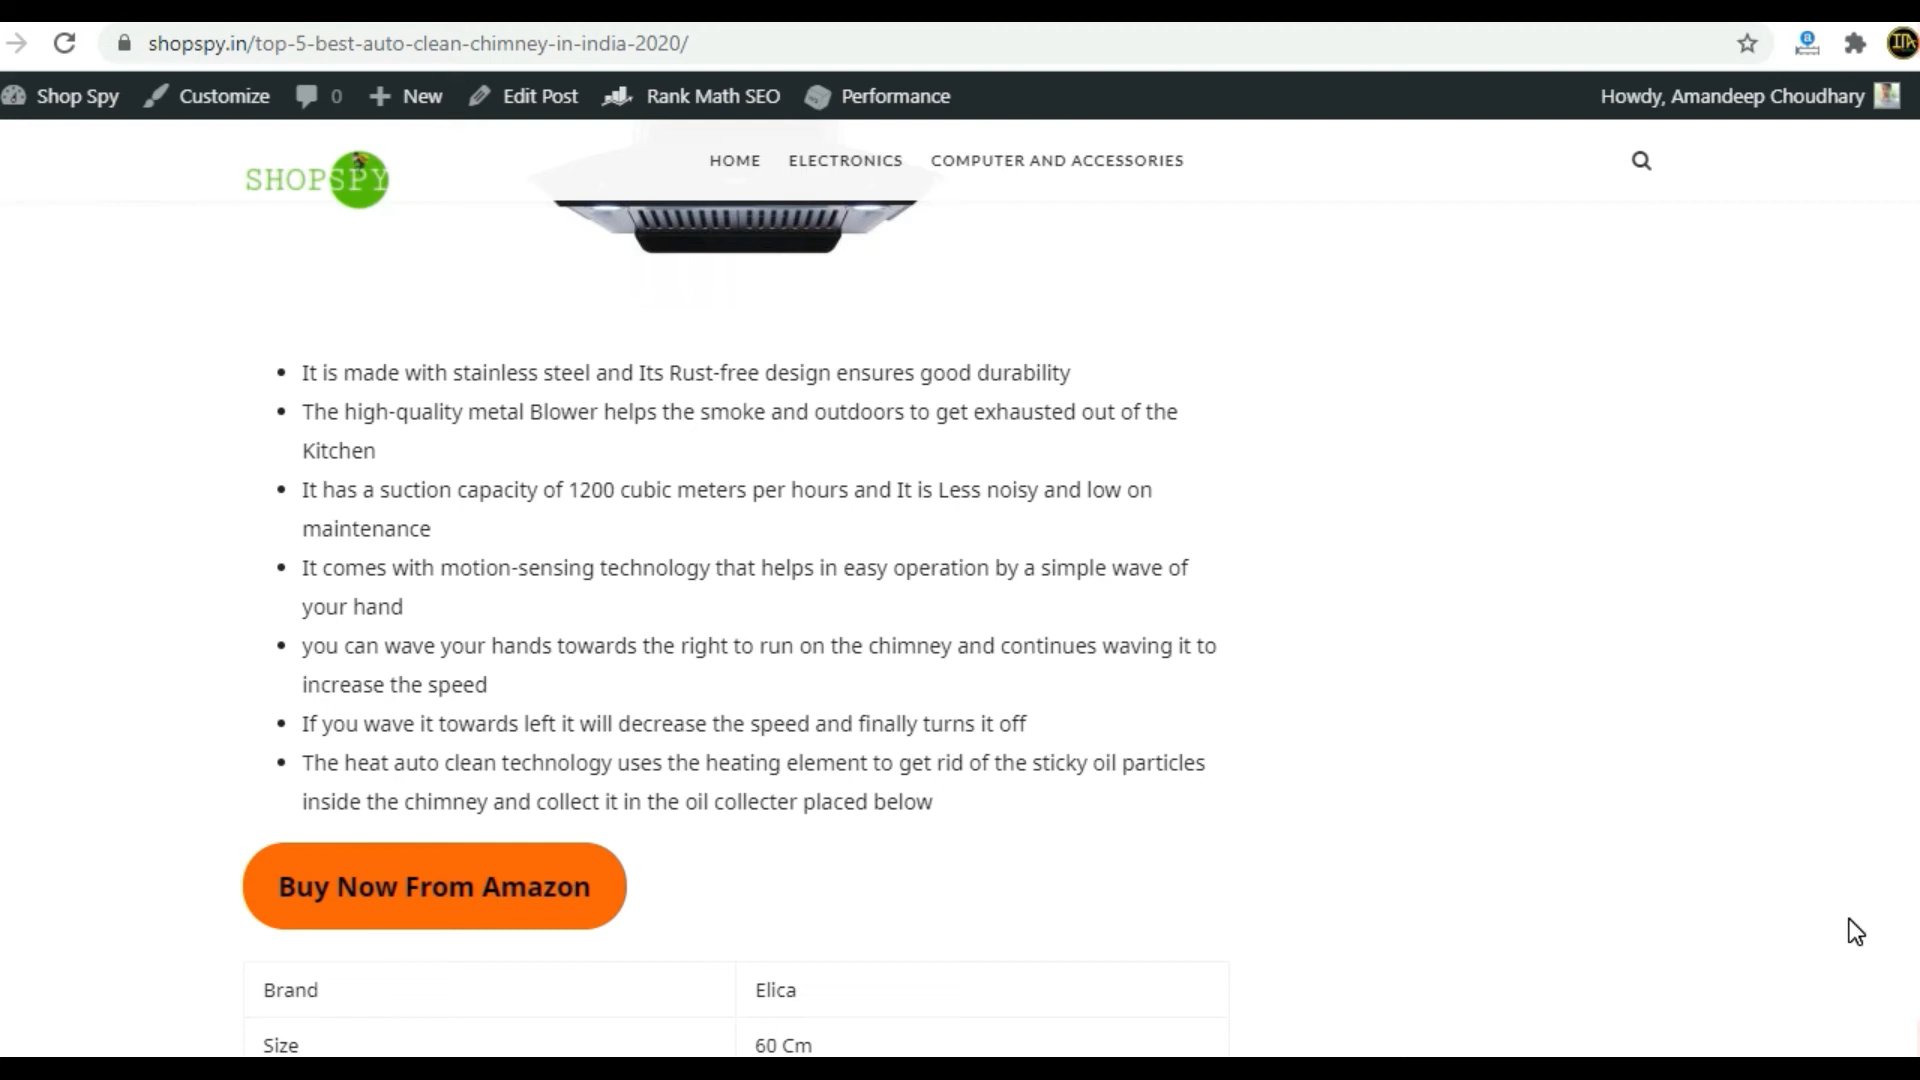 shopspy.in/top-5-best-auto-clean-chimney-in-india-2020/
Shop Spy Customize 0 New Edit Post Rank Math SEO Performance Howdy, Amandeep Choudhary
SHOPSPY HOME ELECTRONICS COMPUTER AND ACCESSORIES
It is made with stainless steel and Its Rust-free design ensures good durability
The high-quality metal Blower helps the smoke and outdoors to get exhausted out of the
Kitchen
It has a suction capacity of 1200 cubic meters per hours and It is Less noisy and low on
maintenance
It comes with motion-sensing technology that helps in easy operation by a simple wave of
your hand
you can wave your hands towards the right to run on the chimney and continues waving it to
increase the speed
If you wave it towards left it will decrease the speed and finally turns it off
The heat auto clean technology uses the heating element to get rid of the sticky oil particles
inside the chimney and collect it in the oil collecter placed below
Buy Now From Amazon
Brand Elica
Size 60 Cm